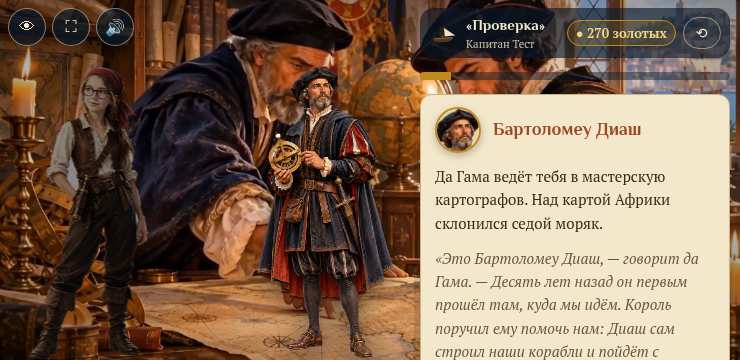 «Проверка»
Капитан Тест
270 золотых
Бартоломеу Диаш
Да Гама ведёт тебя в мастерскую
картографов. Над картой Африки
склонился седой моряк.
«Это Бартоломеу Диаш, — говорит да
Гама. — Десять лет назад он первым
прошёл там, куда мы идём. Король
поручил ему помочь нам: Диаш сам
строил наши корабли и пойдёт с